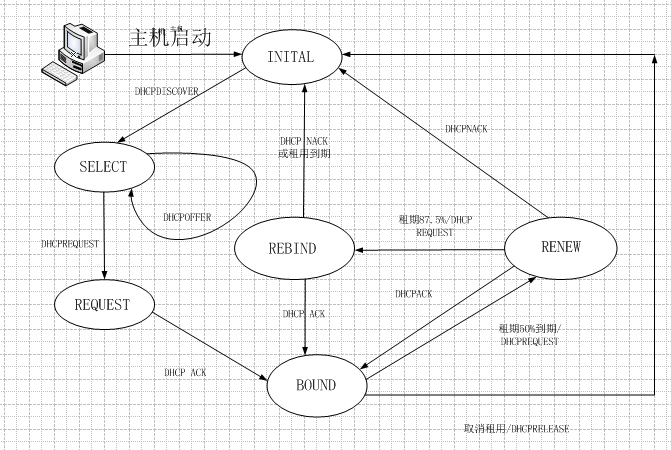 主机启动
INITAL
DHCPDISCOVER
DHCPNACK
DHCP NACK
或租用到期
SELECT
DHCPOFFER
租期87.5%/DHCP
REQUEST
DHCPREQUEST
REBIND
RENEW
REQUEST
DHCPACK
DHCP ACK
租期50%到期/
DHCPREQUEST
DHCP ACK
BOUND
取消租用/DHCPRELEASE